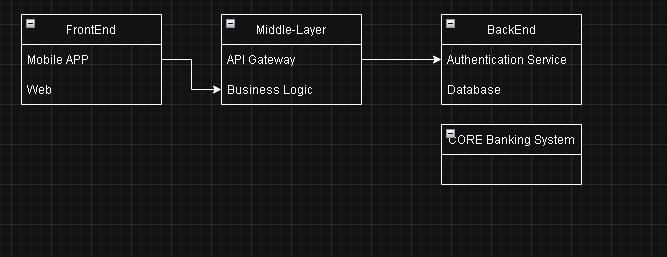 FrontEnd
Mobile APP
Web
Middle-Layer
API Gateway
Business Logic
BackEnd
Authentication Service
Database
CORE Banking System